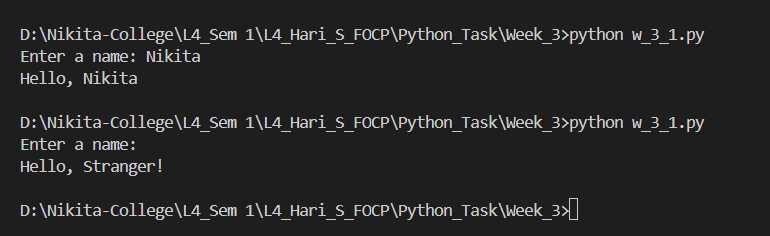 D:\Nikita-College\L4_Sem 1\L4_Hari_S_FOCP\Python_Task\Week_3>python w_3_1.py
Enter a name: Nikita
Hello, Nikita
D:\Nikita-College\L4_Sem 1\L4_Hari_S_FOCP\Python_Task\Week_3>python w_3_1.py
Enter a name:
Hello, Stranger!
D:\Nikita-College\L4_Sem 1\L4_Hari_S_FOCP\Python_Task\Week_3>